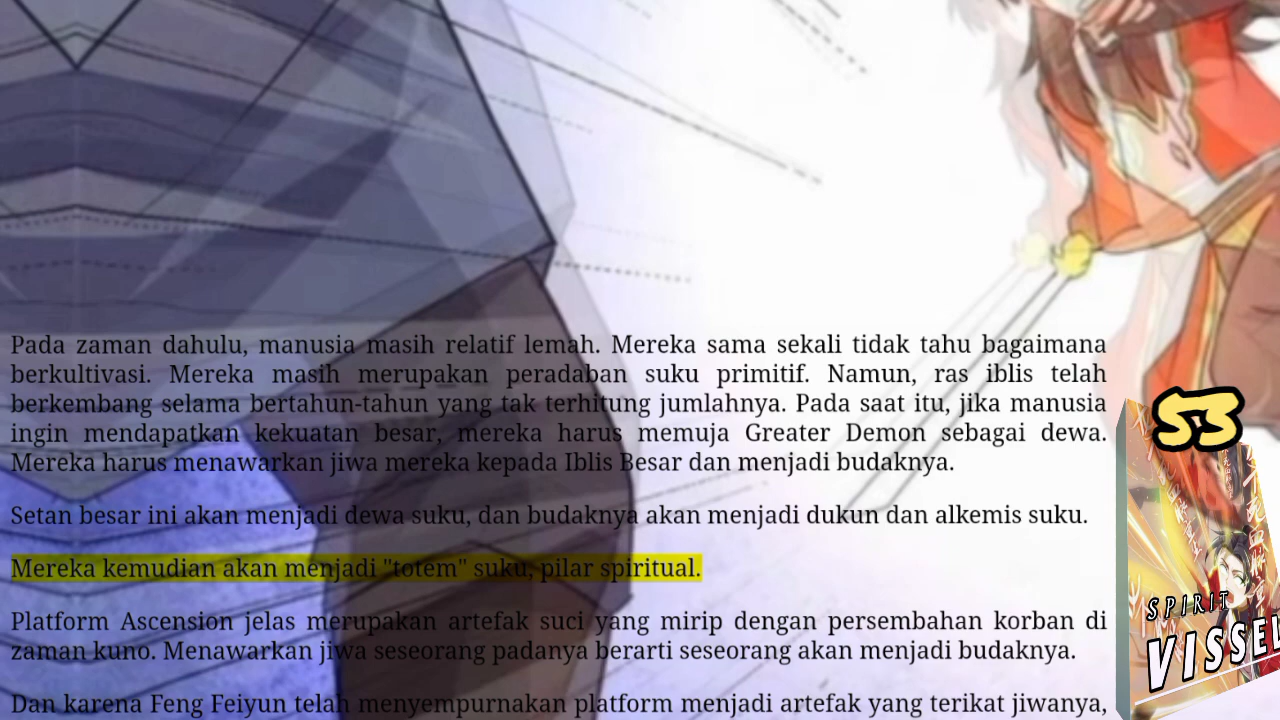 Pada zaman dahulu, manusia masih relatif lemah. Mereka sama sekali tidak tahu bagaimana
berkultivasi. Mereka masih merupakan peradaban suku primitif. Namun, ras iblis telah
berkembang selama bertahun-tahun yang tak terhitung jumlahnya. Pada saat itu, jika manusia
ingin mendapatkan kekuatan besar, mereka harus memuja Greater Demon sebagai dewa.
Mereka harus menawarkan jiwa mereka kepada Iblis Besar dan menjadi budaknya.
Setan besar ini akan menjadi dewa suku, dan budaknya akan menjadi dukun dan alkemis suku.
Mereka kemudian akan menjadi "totem" suku, pilar spiritual.
Platform Ascension jelas merupakan artefak suci yang mirip dengan persembahan korban di
zaman kuno. Menawarkan jiwa seseorang padanya berarti seseorang akan menjadi budaknya.
Dan karena Feng Feiyun telah menyempurnakan platform menjadi artefak yang terikat jiwanya,
53
SPIRIT
VISSEL